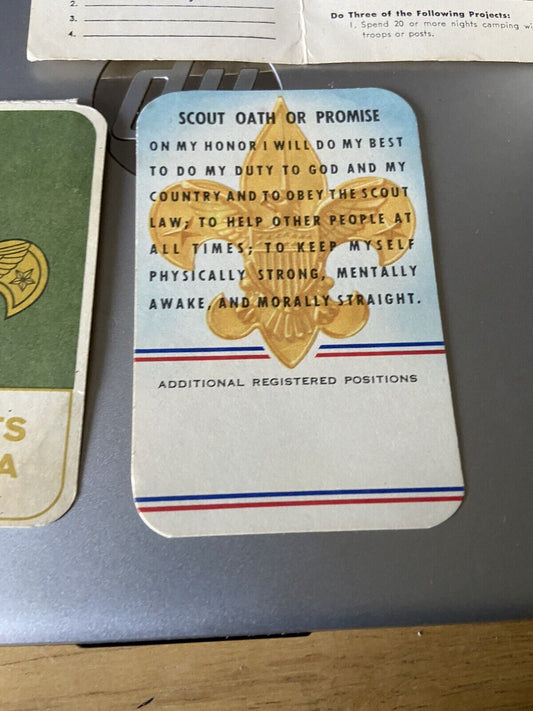 2.
3.
4.
Do Three of the Following Projects:
1. Spend 20 or more nights camping wi
troops or posts.
SCOUT OATH OR PROMISE
ON MY HONOR I WILL DO MY BEST
TO DO MY DUTY TO GOD AND MY
COUNTRY AND TO OBEY THE SCOUT
LAW; TO HELP OTHER PEOPLE AT
ALL TIMES; TO KEEP MYSELF
PHYSICALLY STRONG, MENTALLY
AWAKE, AND MORALLY STRAIGHT.
ADDITIONAL REGISTERED POSITIONS
TS
A